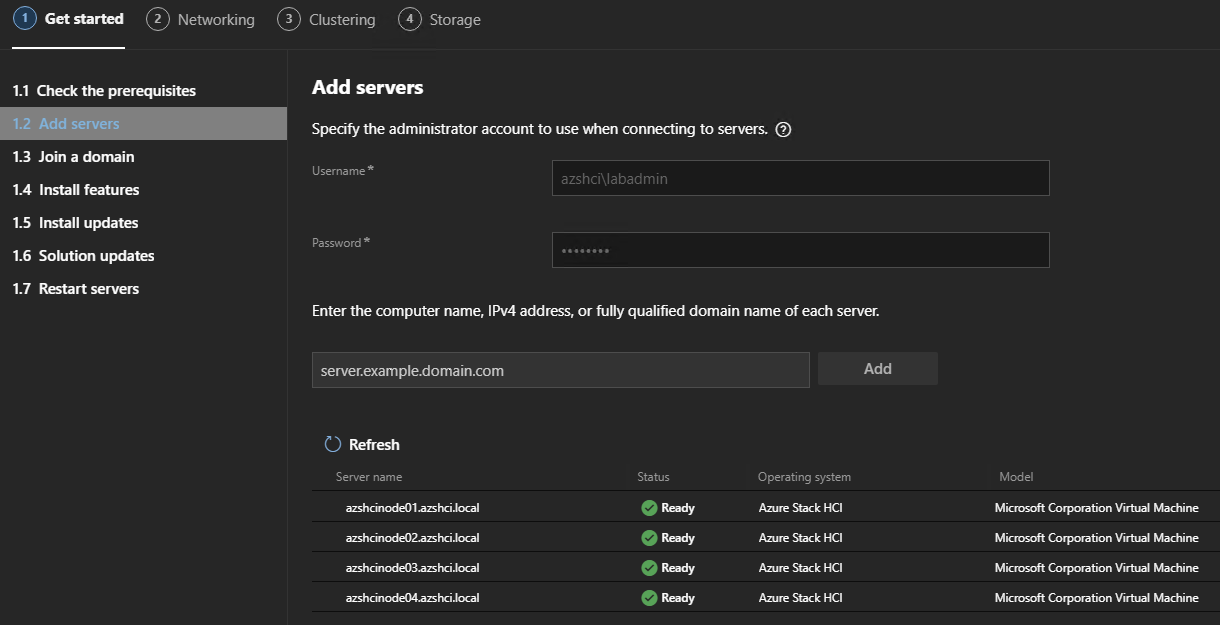 1 Get started 2 Networking 3 Clustering 4 Storage
1.1 Check the prerequisites
1.2 Add servers
1.3 Join a domain
1.4 Install features
1.5 Install updates
1.6 Solution updates
1.7 Restart servers
Add servers
Specify the administrator account to use when connecting to servers. ?
Username *
azshci\labadmin
Password *
••••••••
Enter the computer name, IPv4 address, or fully qualified domain name of each server.
server.example.domain.com Add
Refresh
Server name Status Operating system Model
azshcinode01.azshci.local Ready Azure Stack HCI Microsoft Corporation Virtual Machine
azshcinode02.azshci.local Ready Azure Stack HCI Microsoft Corporation Virtual Machine
azshcinode03.azshci.local Ready Azure Stack HCI Microsoft Corporation Virtual Machine
azshcinode04.azshci.local Ready Azure Stack HCI Microsoft Corporation Virtual Machine